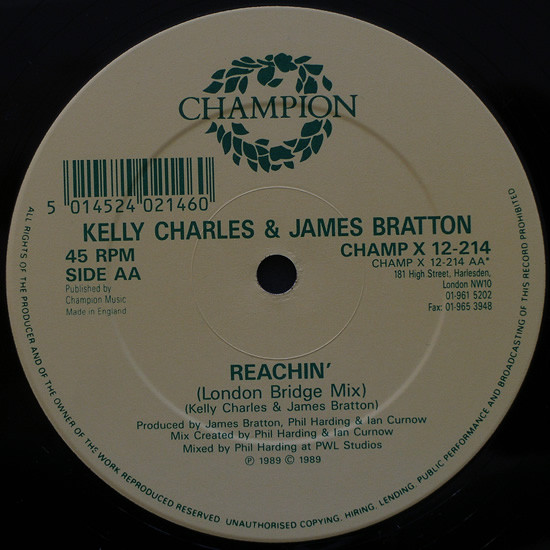 CHAMPION
5 014524 021460
KELLY CHARLES & JAMES BRATTON
45 RPM
SIDE AA
Published by
Champion Music
Made in England
CHAMP X 12-214
CHAMP X 12-214 AA*
181 High Street, Harlesden,
London NW10
01-961 5202
Fax: 01-965 3948
REACHIN'
(London Bridge Mix)
(Kelly Charles & James Bratton)
Produced by James Bratton, Phil Harding & Ian Curnow
Mix Created by Phil Harding & Ian Curnow
Mixed by Phil Harding at PWL Studios
℗ 1989 © 1989
ALL RIGHTS OF THE PRODUCER AND OF THE OWNER OF THE WORK REPRODUCED RESERVED. UNAUTHORISED COPYING, HIRING, LENDING, PUBLIC PERFORMANCE AND BROADCASTING OF THIS RECORD PROHIBITED